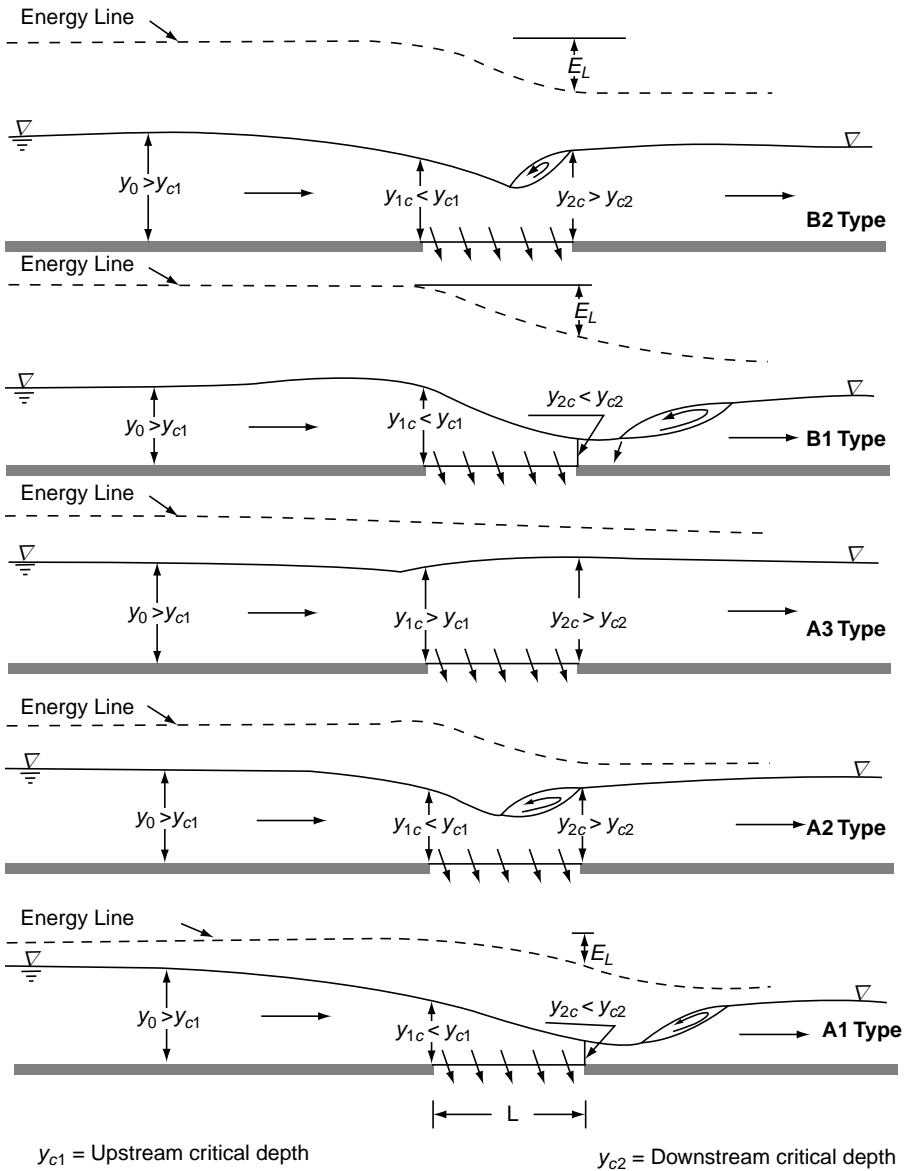 Energy Line
E_L
y_0 > y_c1
y_1c < y_c1
y_2c > y_c2
B2 Type
Energy Line
E_L
y_2c < y_c2
y_0 > y_c1
y_1c < y_c1
B1 Type
Energy Line
y_0 > y_c1
y_1c > y_c1
y_2c > y_c2
A3 Type
Energy Line
y_0 > y_c1
y_1c < y_c1
y_2c > y_c2
A2 Type
Energy Line
E_L
y_2c < y_c2
y_0 > y_c1
y_1c < y_c1
A1 Type
L
y_c1 = Upstream critical depth
y_c2 = Downstream critical depth